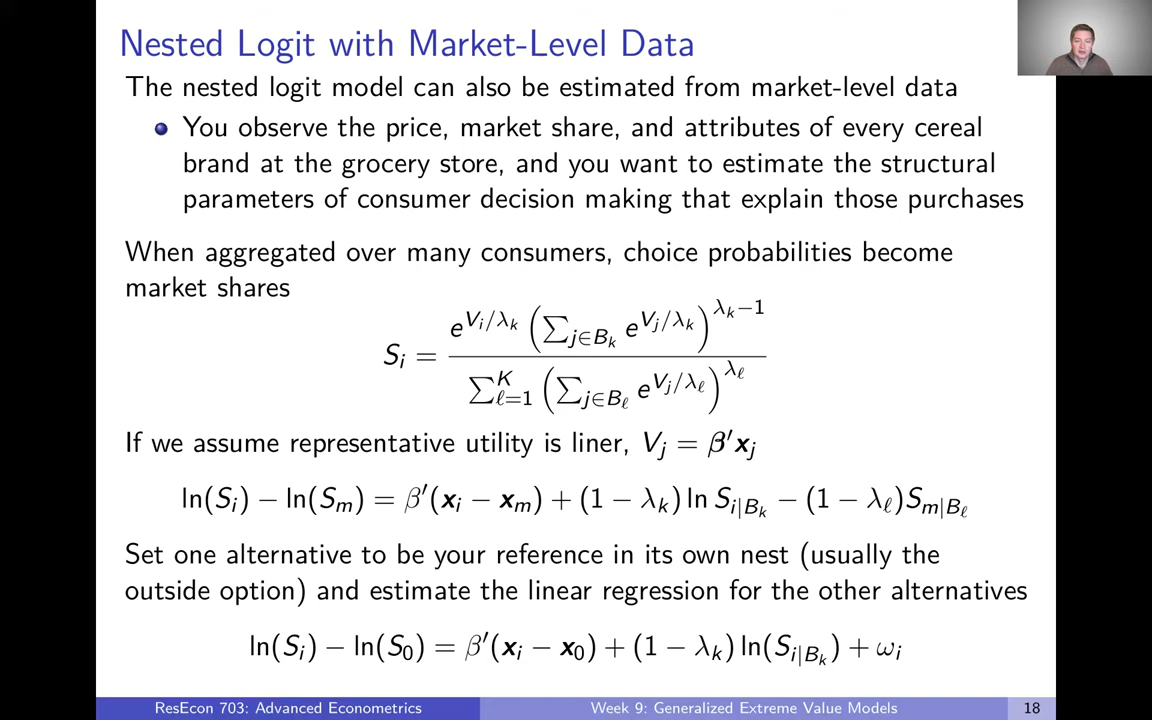 Nested Logit with Market-Level Data
The nested logit model can also be estimated from market-level data
You observe the price, market share, and attributes of every cereal
brand at the grocery store, and you want to estimate the structural
parameters of consumer decision making that explain those purchases
When aggregated over many consumers, choice probabilities become
market shares
S_i = \frac{e^{V_i/λ_k} (∑_{j∈B_k} e^{V_j/λ_k})^{λ_k−1}}{∑_{ℓ=1}^{K} (∑_{j∈B_ℓ} e^{V_j/λ_ℓ})^{λ_ℓ}}
If we assume representative utility is liner, V_j = β′x_j
ln(S_i) − ln(S_m) = β′(x_i − x_m) + (1 − λ_k) ln S_{i|B_k} − (1 − λ_ℓ)S_{m|B_ℓ}
Set one alternative to be your reference in its own nest (usually the
outside option) and estimate the linear regression for the other alternatives
ln(S_i) − ln(S_0) = β′(x_i − x_0) + (1 − λ_k) ln(S_{i|B_k}) + ω_i
ResEcon 703: Advanced Econometrics Week 9: Generalized Extreme Value Models 18